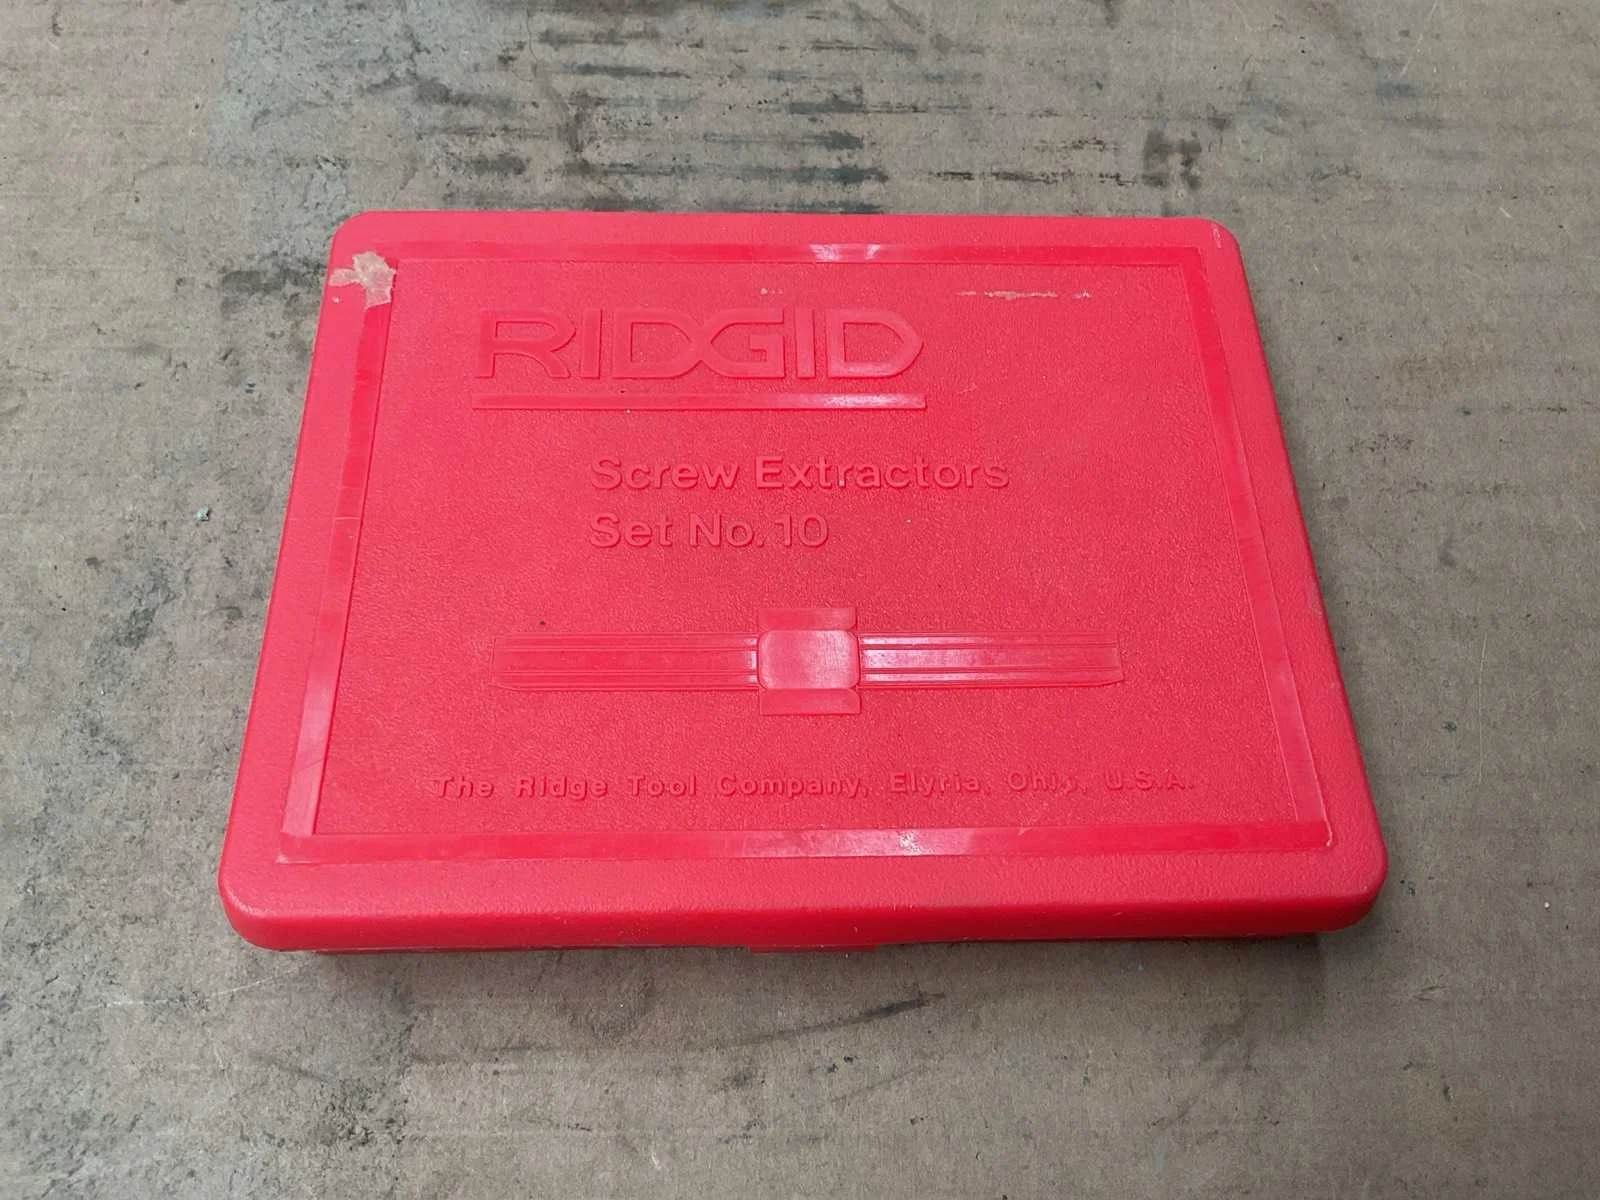 RIDGID
Screw Extractors
Set No. 10
The Ridge Tool Company, Elyria, Ohio, U.S.A.